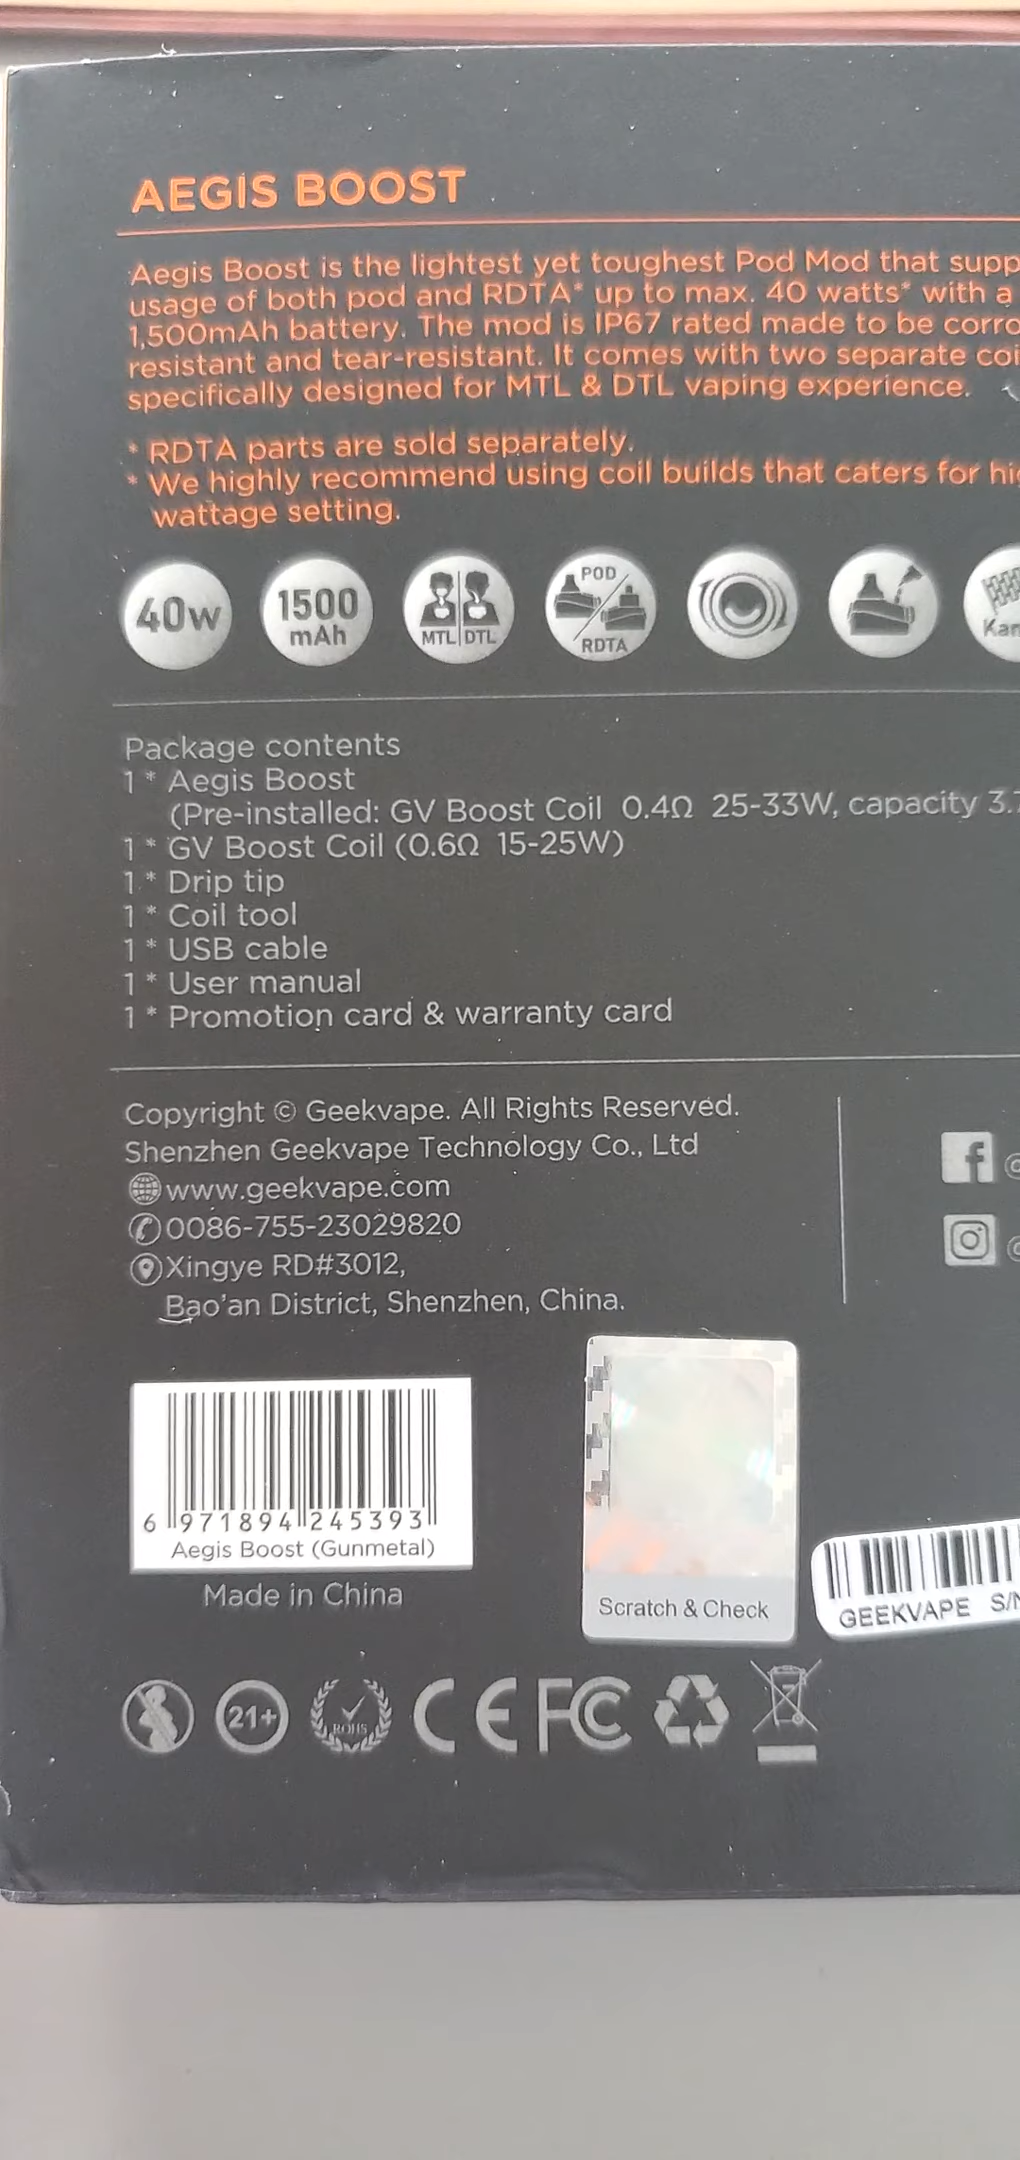 AEGIS BOOST
Aegis Boost is the lightest yet toughest Pod Mod that
usage of both pod and RDTA* up to max. 40 watts* with a
1,500mAh battery. The mod is IP67 rated made to be
resistant and tear-resistant. It comes with two separate
specifically designed for MTL & DTL vaping experience.
* RDTA parts are sold separately.
* We highly recommend using coil builds that caters for
wattage setting.
40w
1500
mAh
MTL|DTL
POD
RDTA
Package contents
1 * Aegis Boost
(Pre-installed: GV Boost Coil 0.4Ω 25-33W, capacity
1 * GV Boost Coil (0.6Ω 15-25W)
1 * Drip tip
1 * Coil tool
1 * USB cable
1 * User manual
1 * Promotion card & warranty card
Copyright © Geekvape. All Rights Reserved.
Shenzhen Geekvape Technology Co., Ltd
www.geekvape.com
0086-755-23029820
Xingye RD#3012,
Bao'an District, Shenzhen, China.
6 971894 245393
Aegis Boost (Gunmetal)
Made in China
Scratch & Check
GEEKVAPE S/N
21+
ROHS
CE FC